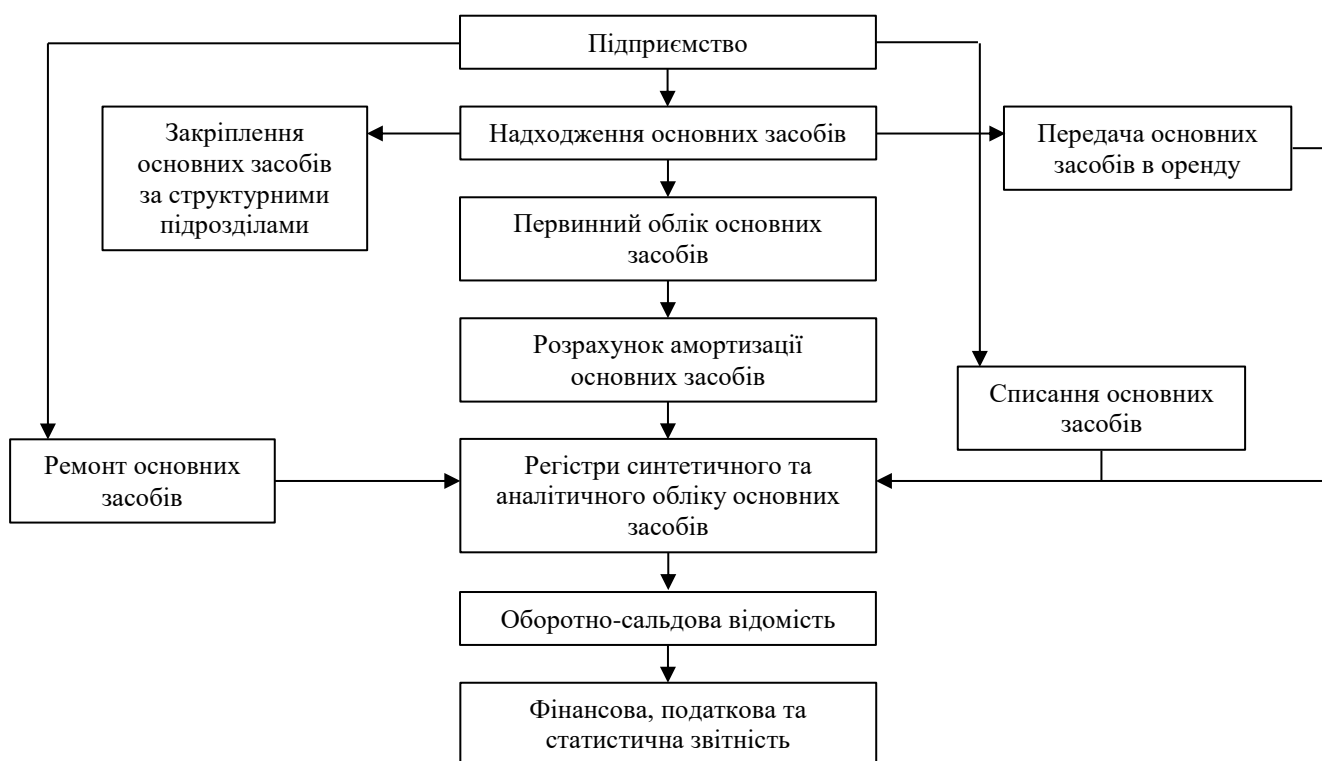 Підприємство
Закріплення
основних засобів
за структурними
підрозділами
Надходження основних засобів
Передача основних
засобів в оренду
Первинний облік основних
засобів
Розрахунок амортизації
основних засобів
Списання основних
засобів
Ремонт основних
засобів
Регістри синтетичного та
аналітичного обліку основних
засобів
Оборотно-сальдова відомість
Фінансова, податкова та
статистична звітність